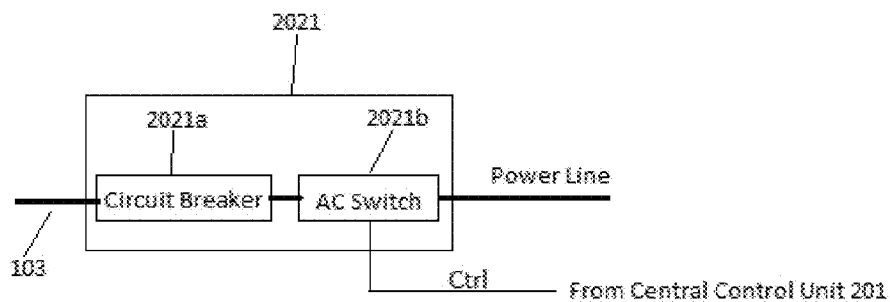 2021
2021a
2021b
Circuit Breaker
AC Switch
Power Line
103
Ctrl
From Central Control Unit 201